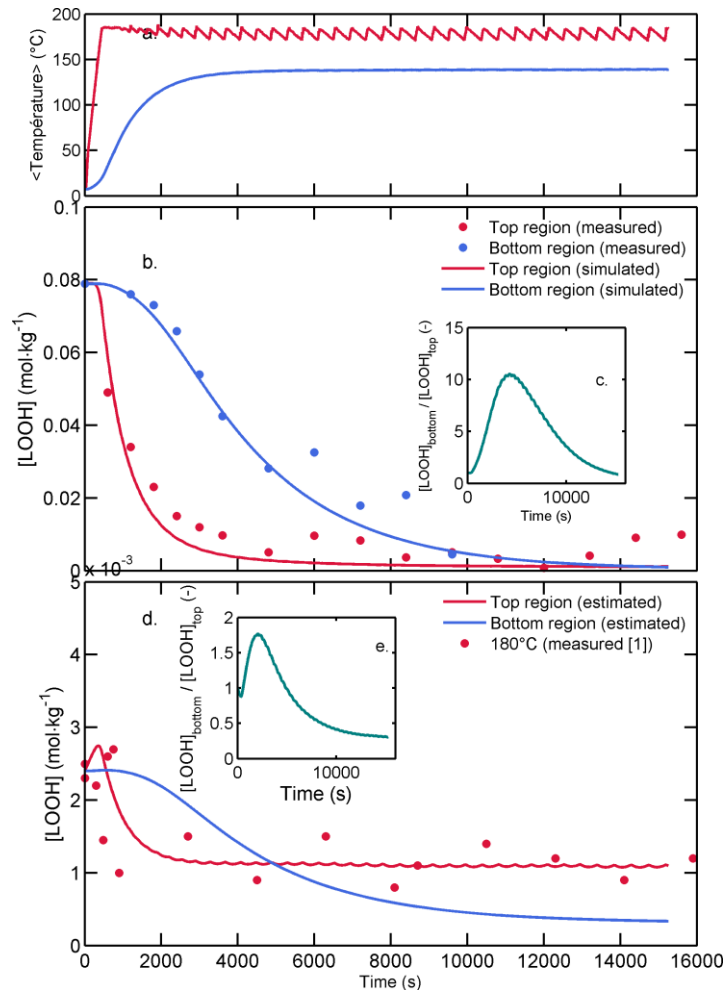 <Température> (°C)
200
150
100
50
0
a.
[LOOH] (mol·kg⁻¹)
0.1
0.08
0.06
0.04
0.02
0
b.
Top region (measured)
Bottom region (measured)
Top region (simulated)
Bottom region (simulated)
[LOOH]bottom / [LOOH]top (-)
15
10
5
0
c.
0 10000
Time (s)
x 10⁻³
[LOOH] (mol·kg⁻¹)
5
4
3
2
1
0
d.
Top region (estimated)
Bottom region (estimated)
180°C (measured [1])
[LOOH]bottom / [LOOH]top (-)
2
1.5
1
0.5
0
e.
0 10000
Time (s)
0 2000 4000 6000 8000 10000 12000 14000 16000
Time (s)